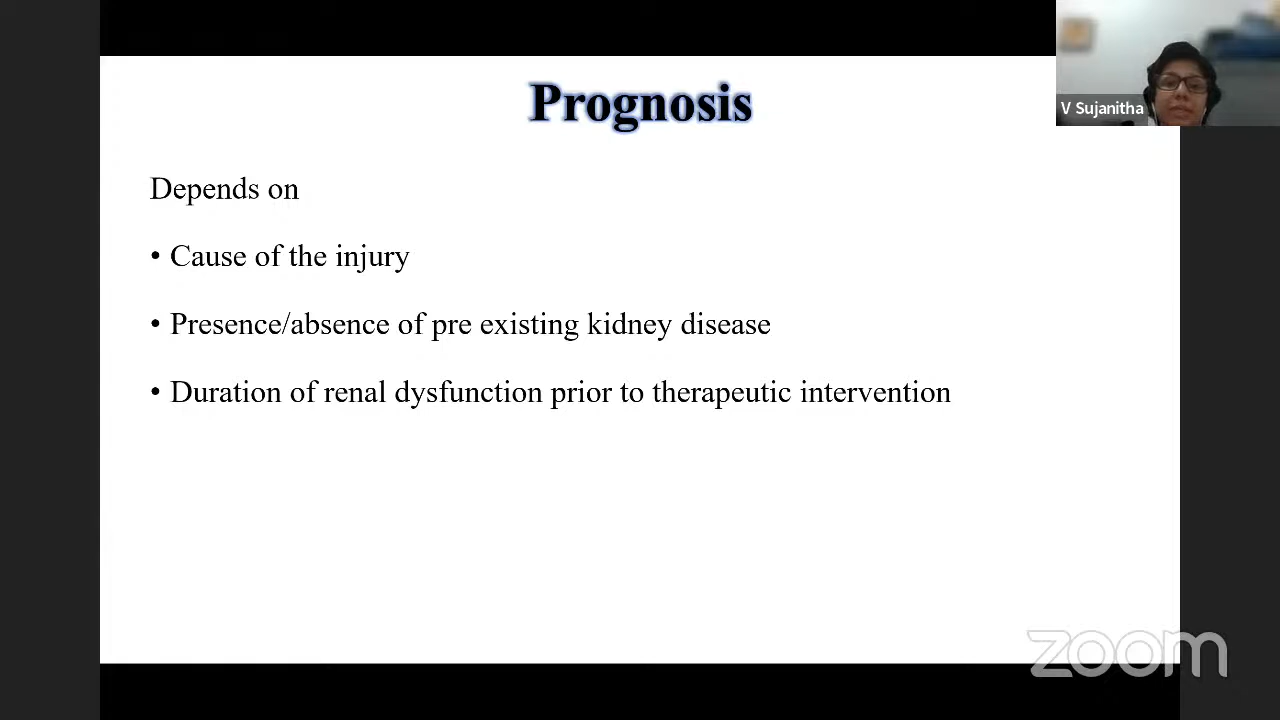 Prognosis
V Sujanitha
Depends on
• Cause of the injury
• Presence/absence of pre existing kidney disease
• Duration of renal dysfunction prior to therapeutic intervention
zoom